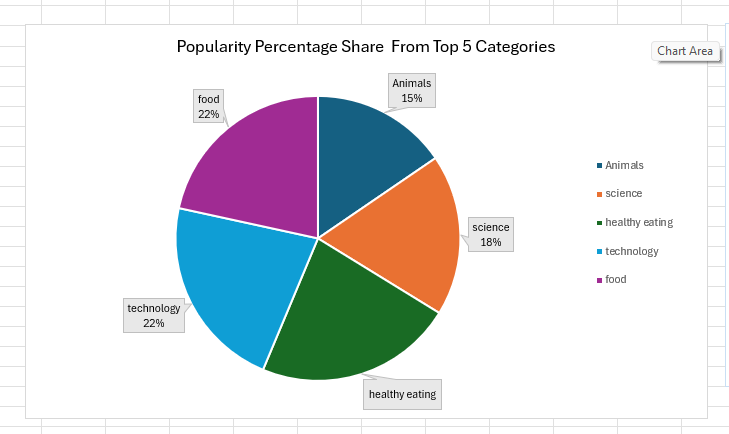 Popularity Percentage Share  From Top 5 Categories
Chart Area
Animals
15%
food
22%
science
18%
technology
22%
healthy eating
Animals
science
healthy eating
technology
food